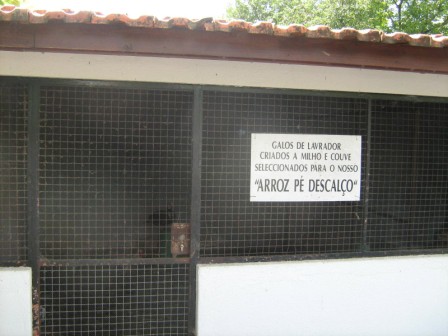 GALOS DE LAVRADOR
CRIADOS A MILHO E COUVE
SELECCIONADOS PARA O NOSSO
"ARROZ PÉ DESCALÇO"